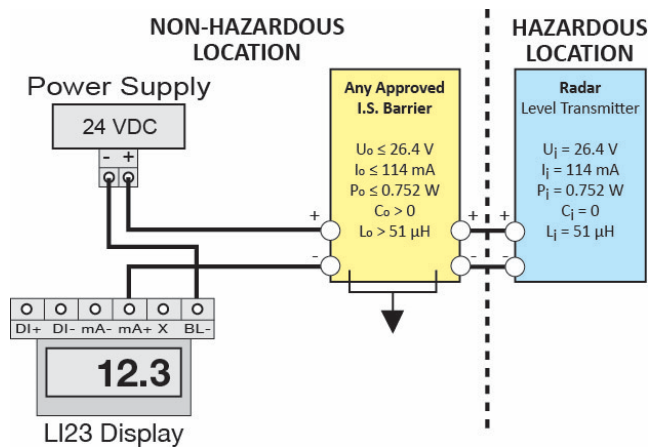 NON-HAZARDOUS
LOCATION
HAZARDOUS
LOCATION
Power Supply
24 VDC
- +
Any Approved
I.S. Barrier
Uo ≤ 26.4 V
Io ≤ 114 mA
Po ≤ 0.752 W
Co > 0
Lo > 51 µH
+
-
+
-
Radar
Level Transmitter
Ui = 26.4 V
Ii = 114 mA
Pi = 0.752 W
Ci = 0
Li = 51 µH
+
-
DI+ DI- mA- mA+ X BL-
12.3
LI23 Display